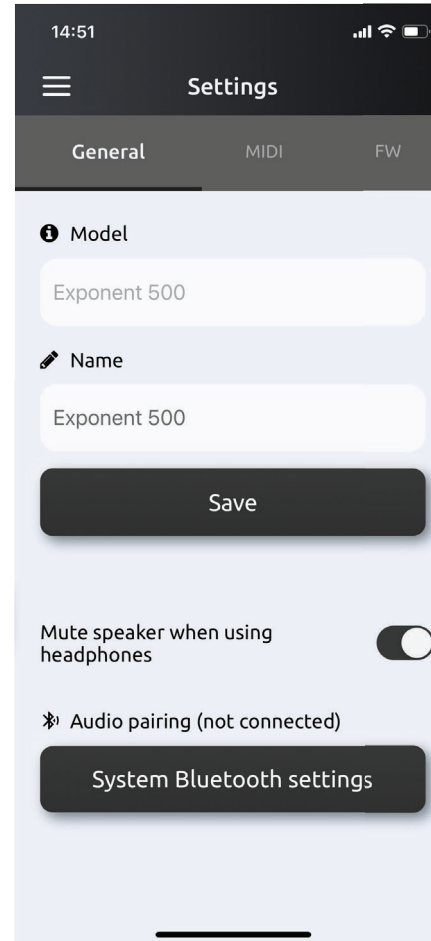 14:51
Settings
General MIDI FW
Model
Exponent 500
Name
Exponent 500
Save
Mute speaker when using
headphones
Audio pairing (not connected)
System Bluetooth settings